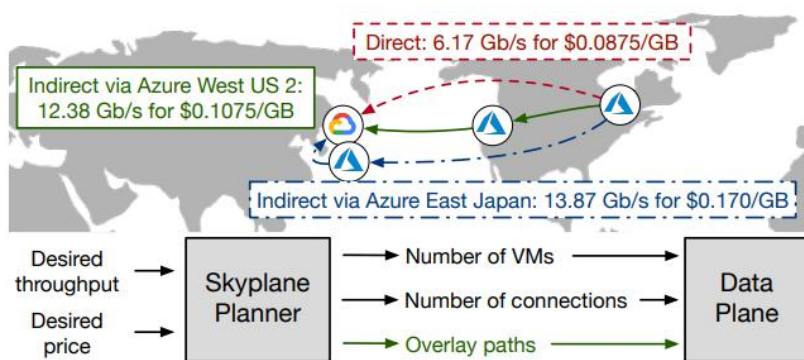 Direct: 6.17 Gb/s for $0.0875/GB
Indirect via Azure West US 2:
12.38 Gb/s for $0.1075/GB
Indirect via Azure East Japan: 13.87 Gb/s for $0.170/GB
Desired
throughput
Desired
price
Skyplane
Planner
Number of VMs
Number of connections
Overlay paths
Data
Plane